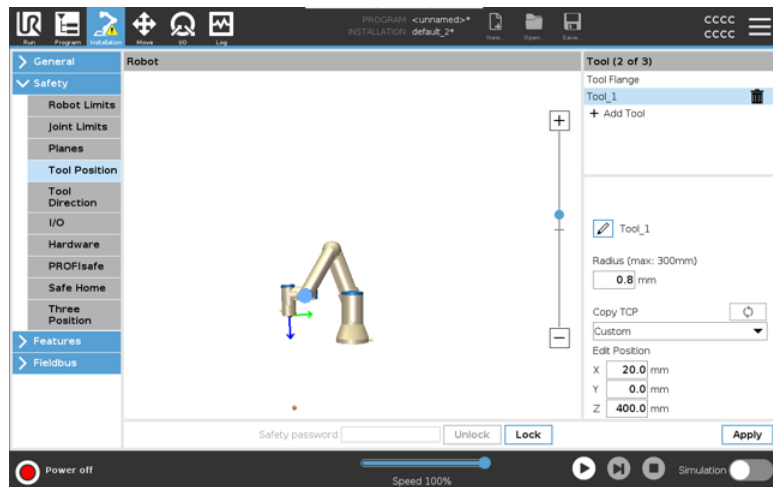 UR
PROGRAM <unnamed>*
INSTALLATION default_2*
CCCC
CCCC
Run Program Installation Move I/O Log New... Open... Save...
General
Safety
Robot Limits
Joint Limits
Planes
Tool Position
Tool
Direction
I/O
Hardware
PROFIsafe
Safe Home
Three
Position
Features
Fieldbus
Robot
+
−
Safety password Unlock Lock
Tool (2 of 3)
Tool Flange
Tool_1
+ Add Tool
Tool_1
Radius (max: 300mm)
0.8 mm
Copy TCP
Custom
Edit Position
X 20.0 mm
Y 0.0 mm
Z 400.0 mm
Apply
Power off
Speed 100%
Simulation